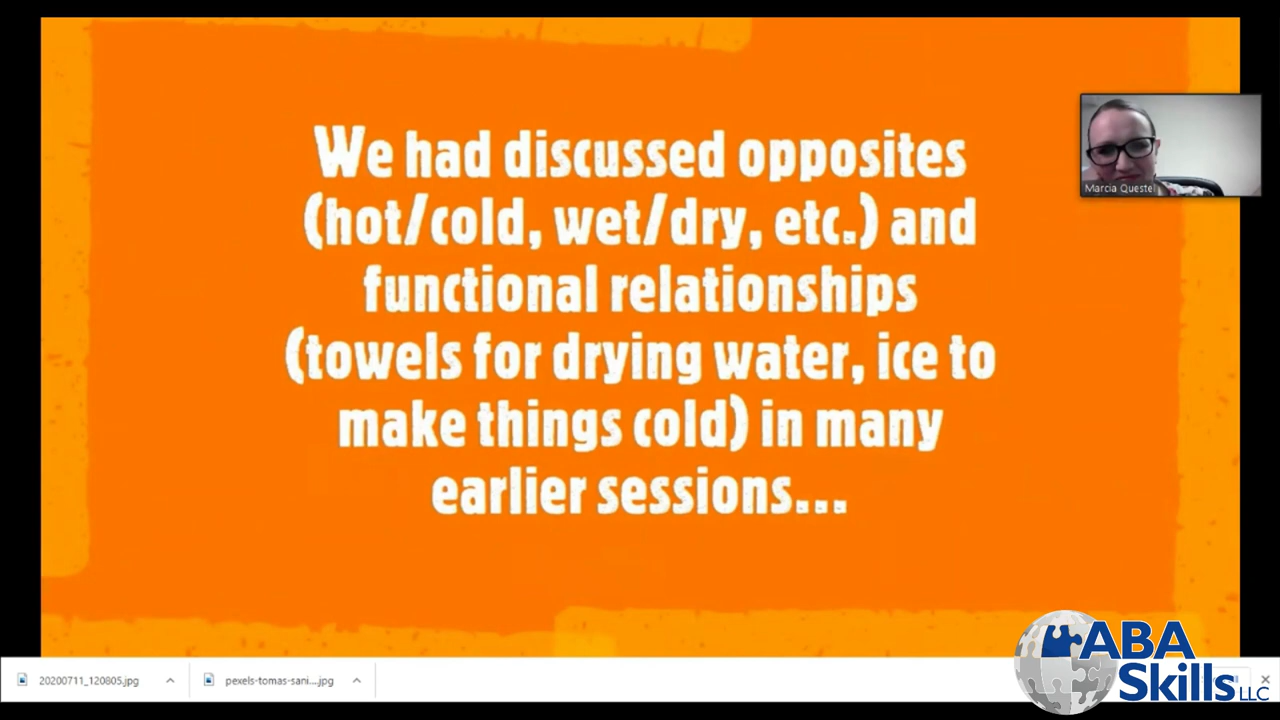 We had discussed opposites
(hot/cold, wet/dry, etc.) and
functional relationships
(towels for drying water, ice to
make things cold) in many
earlier sessions...
Marcia Questel
20200711_120805.jpg
pexels-tomas-sani....jpg
ABA
Skills LLC